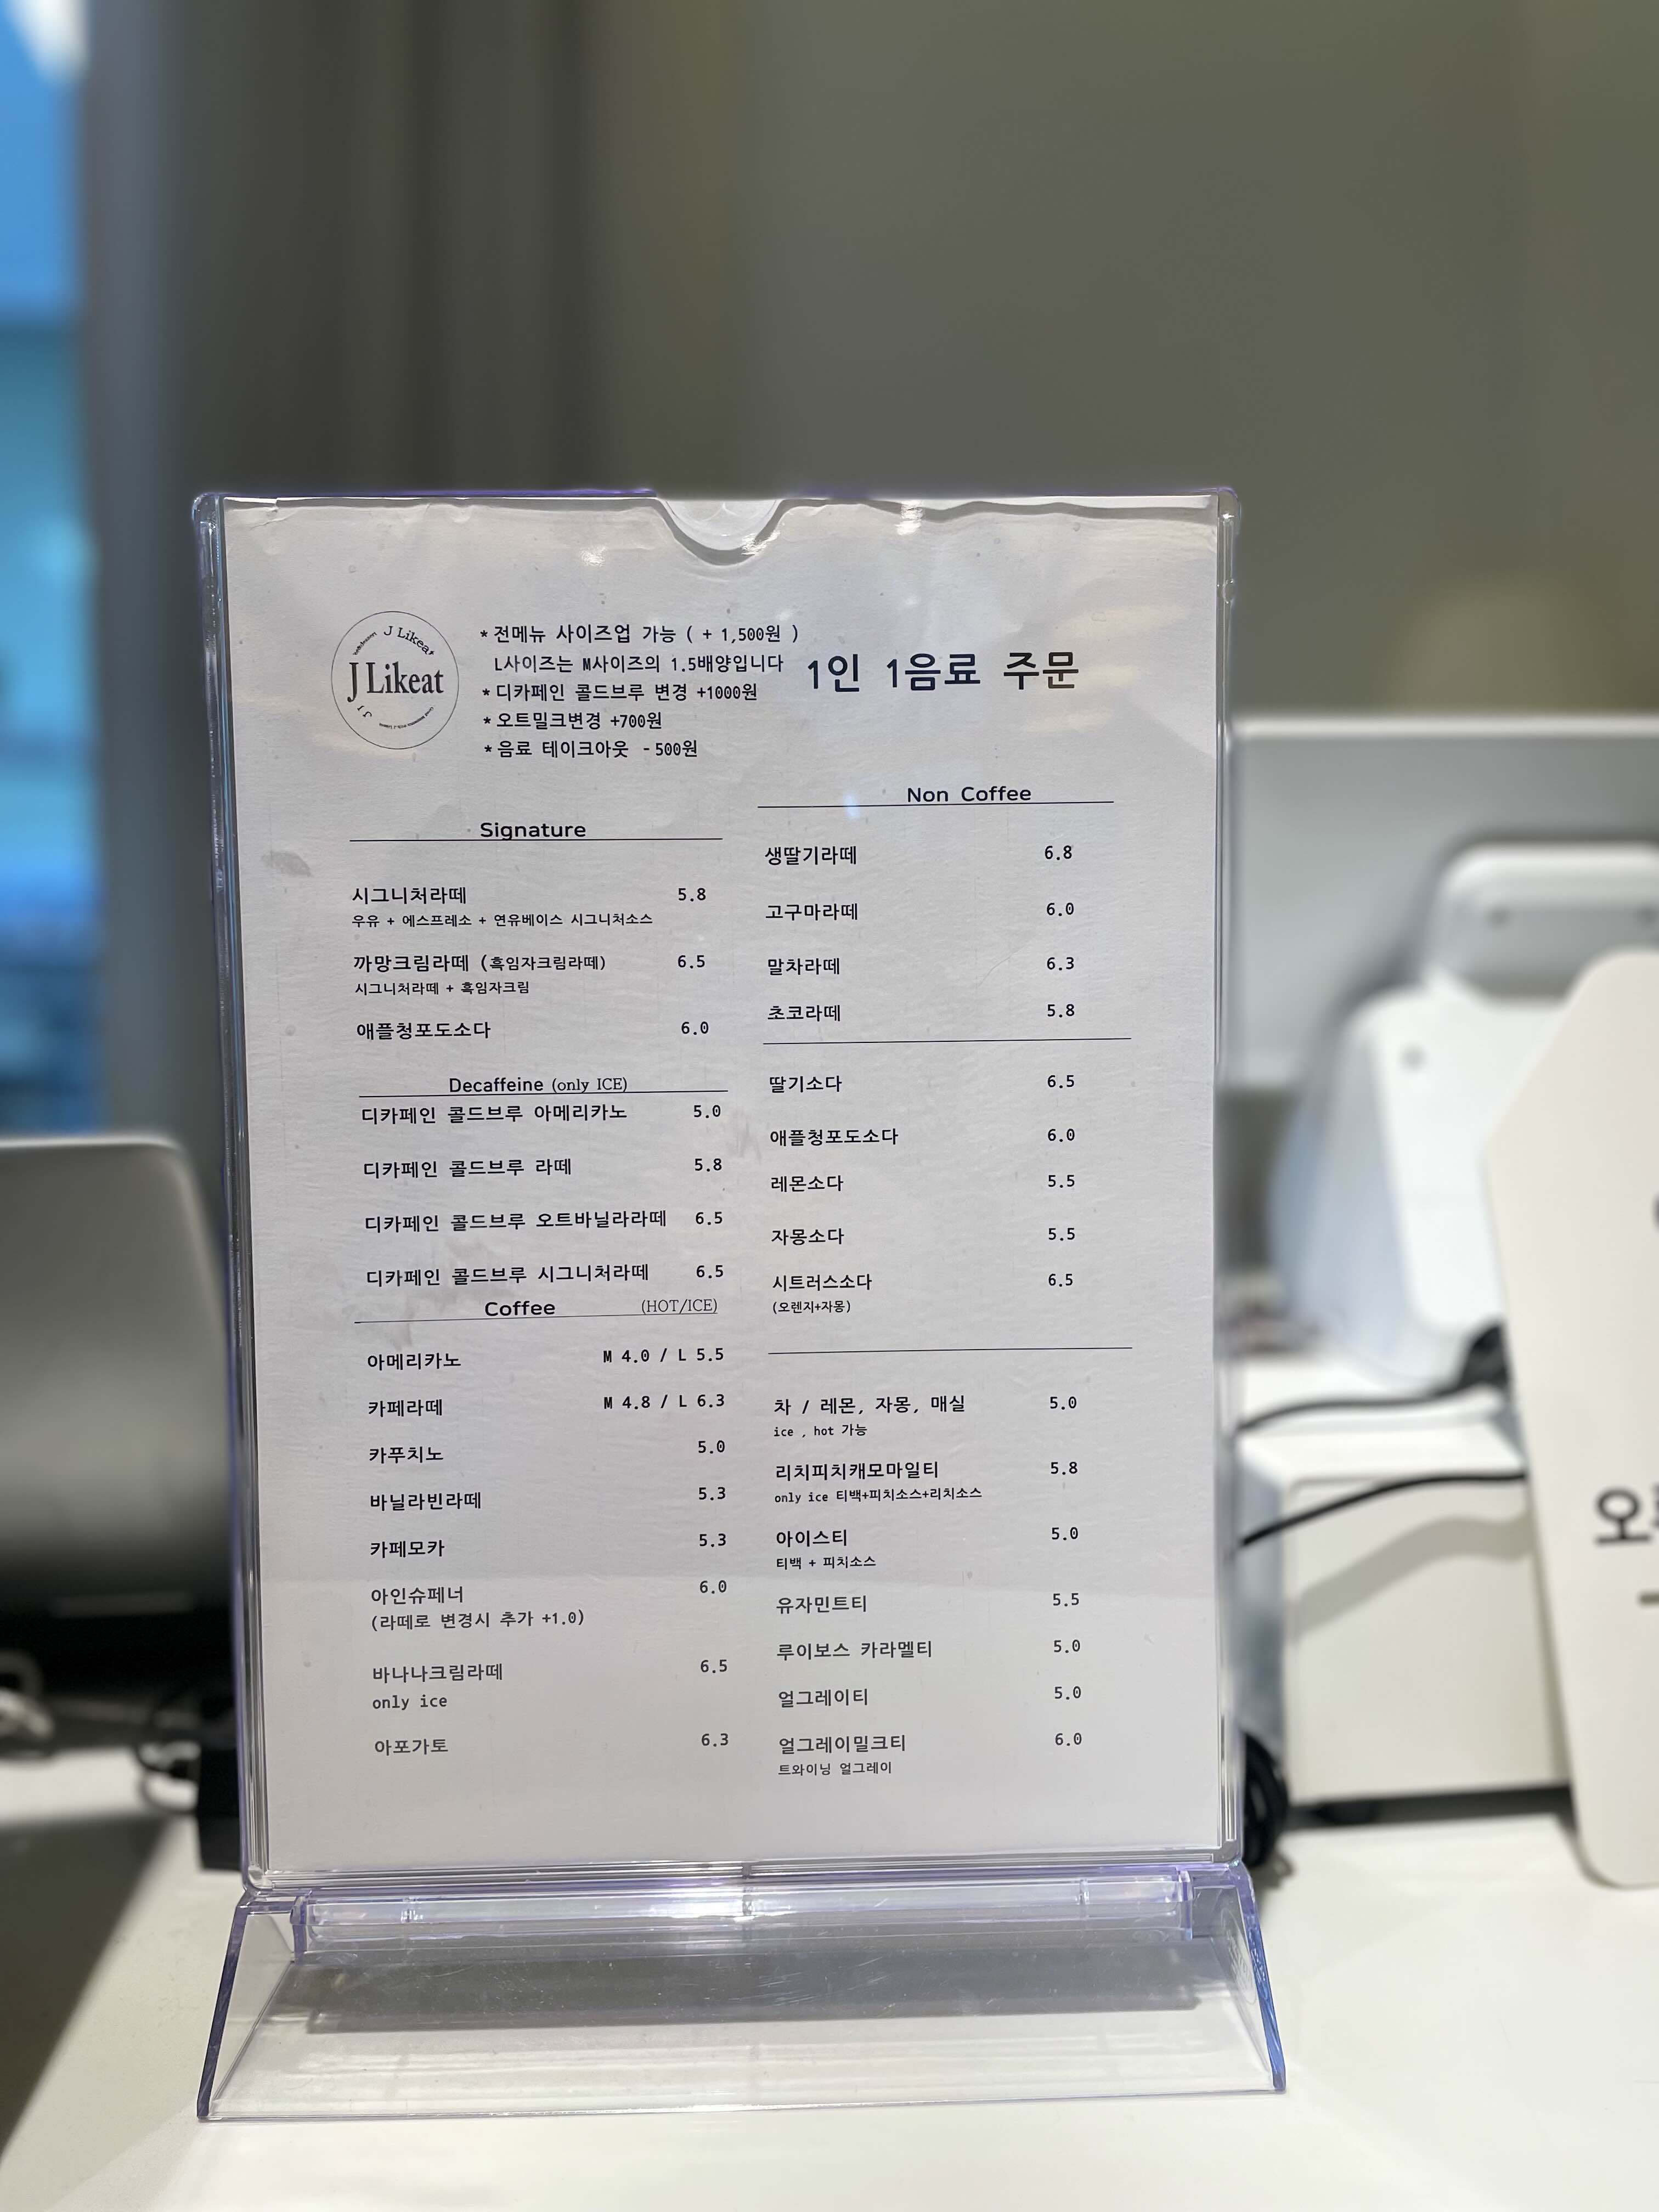 J Likeat
J Likeat
* 전메뉴 사이즈업 가능 ( + 1,500원 )
L사이즈는 M사이즈의 1.5배양입니다
* 디카페인 콜드브루 변경 +1000원
* 오트밀크변경 +700원
* 음료 테이크아웃 - 500원
1인 1음료 주문
Signature
시그니처라떼 5.8
우유 + 에스프레소 + 연유베이스 시그니처소스
까망크림라떼 (흑임자크림라떼) 6.5
시그니처라떼 + 흑임자크림
애플청포도소다 6.0
Decaffeine (only ICE)
디카페인 콜드브루 아메리카노 5.0
디카페인 콜드브루 라떼 5.8
디카페인 콜드브루 오트바닐라라떼 6.5
디카페인 콜드브루 시그니처라떼 6.5
Coffee (HOT/ICE)
아메리카노 M 4.0 / L 5.5
카페라떼 M 4.8 / L 6.3
카푸치노 5.0
바닐라빈라떼 5.3
카페모카 5.3
아인슈페너 6.0
(라떼로 변경시 추가 +1.0)
바나나크림라떼 6.5
only ice
아포가토 6.3
Non Coffee
생딸기라떼 6.8
고구마라떼 6.0
말차라떼 6.3
초코라떼 5.8
딸기소다 6.5
애플청포도소다 6.0
레몬소다 5.5
자몽소다 5.5
시트러스소다 6.5
(오렌지+자몽)
차 / 레몬, 자몽, 매실 5.0
ice , hot 가능
리치피치캐모마일티 5.8
only ice 티백+피치소스+리치소스
아이스티 5.0
티백 + 피치소스
유자민트티 5.5
루이보스 카라멜티 5.0
얼그레이티 5.0
얼그레이밀크티 6.0
트와이닝 얼그레이